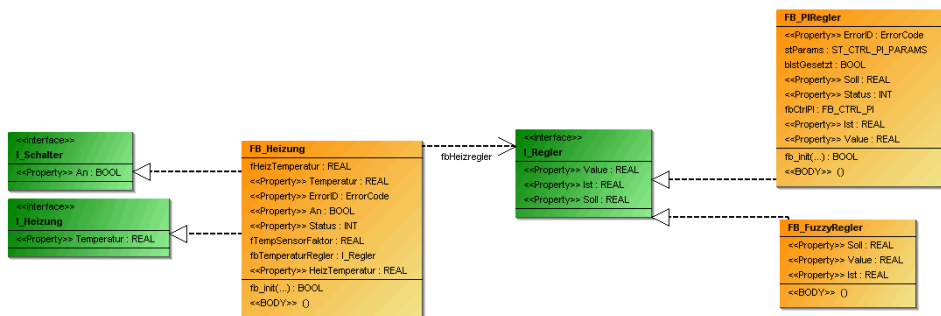 <<interface>>
I_Schalter
<<Property>> An : BOOL
<<interface>>
I_Heizung
<<Property>> Temperatur : REAL
FB_Heizung
fHeizTemperatur : REAL
<<Property>> Temperatur : REAL
<<Property>> ErrorID : ErrorCode
<<Property>> An : BOOL
<<Property>> Status : INT
fTempSensorFaktor : REAL
fbTemperaturRegler : I_Regler
<<Property>> HeizTemperatur : REAL
fb_init(...) : BOOL
<<BODY>> ()
fbHeizregler
<<interface>>
I_Regler
<<Property>> Value : REAL
<<Property>> Ist : REAL
<<Property>> Soll : REAL
FB_PIRegler
<<Property>> ErrorID : ErrorCode
stParams : ST_CTRL_PI_PARAMS
bIstGesetzt : BOOL
<<Property>> Soll : REAL
<<Property>> Status : INT
fbCtrlPI : FB_CTRL_PI
<<Property>> Ist : REAL
<<Property>> Value : REAL
fb_init(...) : BOOL
<<BODY>> ()
FB_FuzzyRegler
<<Property>> Soll : REAL
<<Property>> Value : REAL
<<Property>> Ist : REAL
<<BODY>> ()